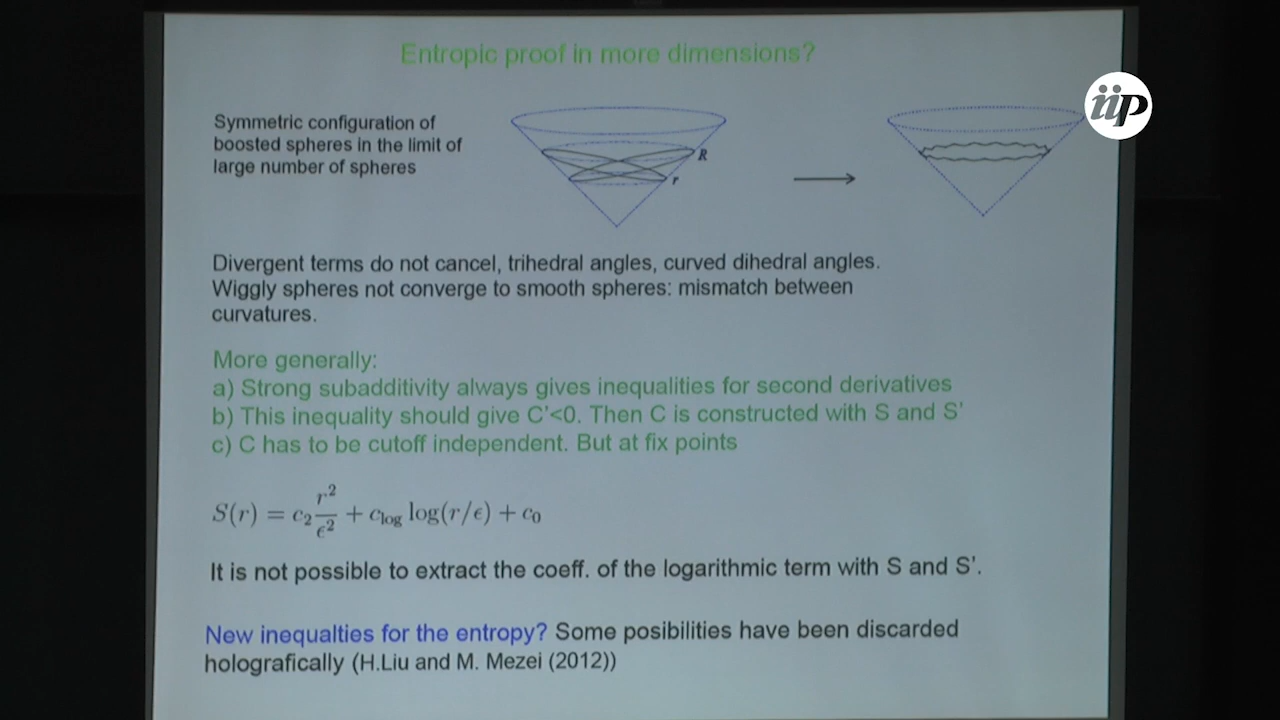 Entropic proof in more dimensions?
iip
Symmetric configuration of
boosted spheres in the limit of
large number of spheres
R
r
Divergent terms do not cancel, trihedral angles, curved dihedral angles.
Wiggly spheres not converge to smooth spheres: mismatch between
curvatures.
More generally:
a) Strong subadditivity always gives inequalities for second derivatives
b) This inequality should give C'<0. Then C is constructed with S and S'
c) C has to be cutoff independent. But at fix points
S(r) = c₂ r²/ϵ² + c_log log(r/ϵ) + c₀
It is not possible to extract the coeff. of the logarithmic term with S and S'.
New inequalties for the entropy? Some posibilities have been discarded
holografically (H.Liu and M. Mezei (2012))